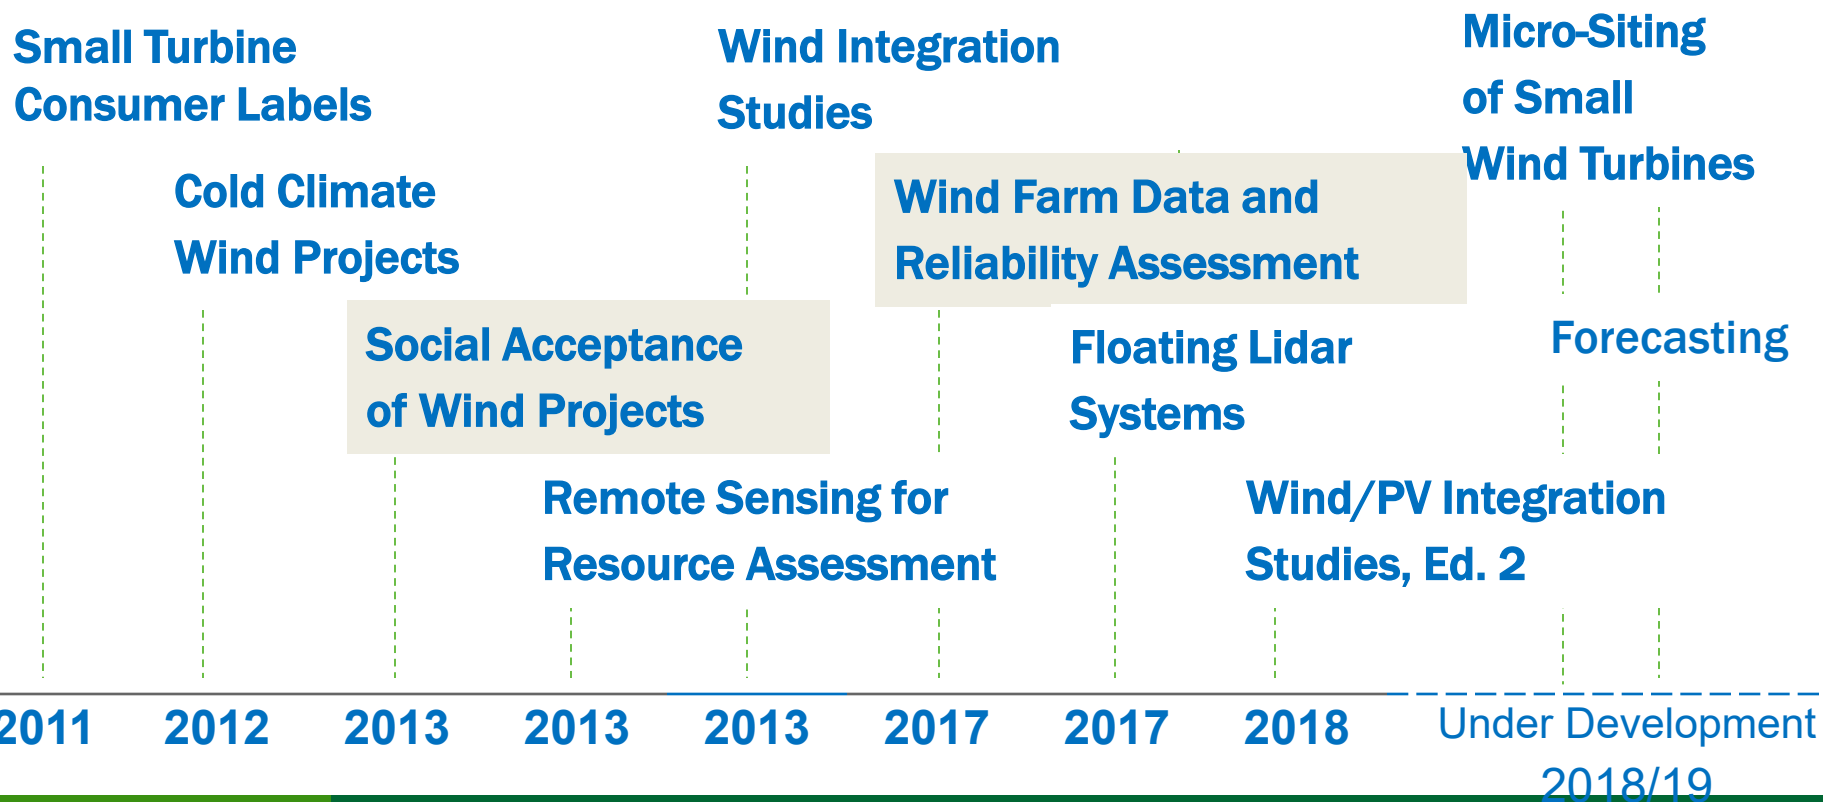 Small Turbine
Consumer Labels
Cold Climate
Wind Projects
Social Acceptance
of Wind Projects
Remote Sensing for
Resource Assessment
Wind Integration
Studies
Wind Farm Data and
Reliability Assessment
Floating Lidar
Systems
Wind/PV Integration
Studies, Ed. 2
Micro-Siting
of Small
Wind Turbines
Forecasting
2011 2012 2013 2013 2013 2017 2017 2018 Under Development
2018/19